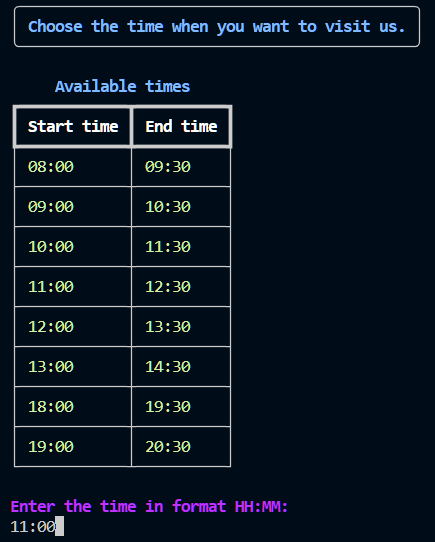 Choose the time when you want to visit us.
Available times
Start time End time
08:00 09:30
09:00 10:30
10:00 11:30
11:00 12:30
12:00 13:30
13:00 14:30
18:00 19:30
19:00 20:30
Enter the time in format HH:MM:
11:00